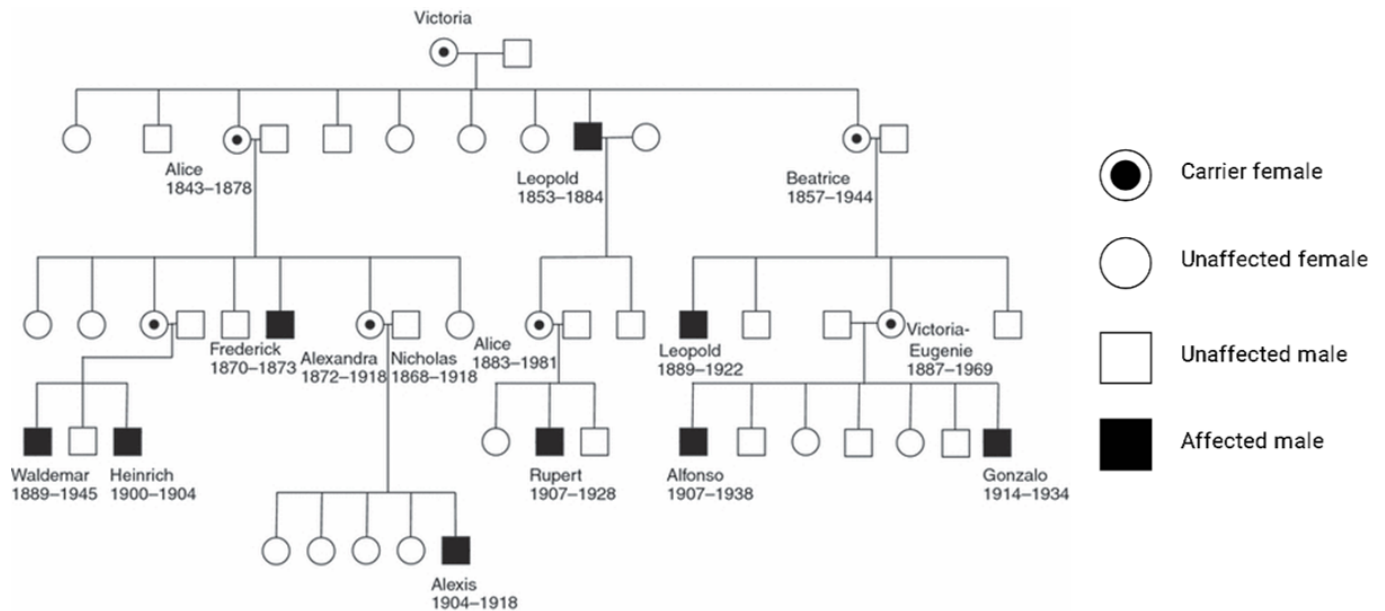 Victoria
Alice
1843–1878
Leopold
1853–1884
Beatrice
1857–1944
Carrier female
Unaffected female
Unaffected male
Affected male
Frederick
1870–1873
Alexandra
1872–1918
Nicholas
1868–1918
Alice
1883–1981
Leopold
1889–1922
Victoria-
Eugenie
1887–1969
Waldemar
1889–1945
Heinrich
1900–1904
Rupert
1907–1928
Alfonso
1907–1938
Gonzalo
1914–1934
Alexis
1904–1918